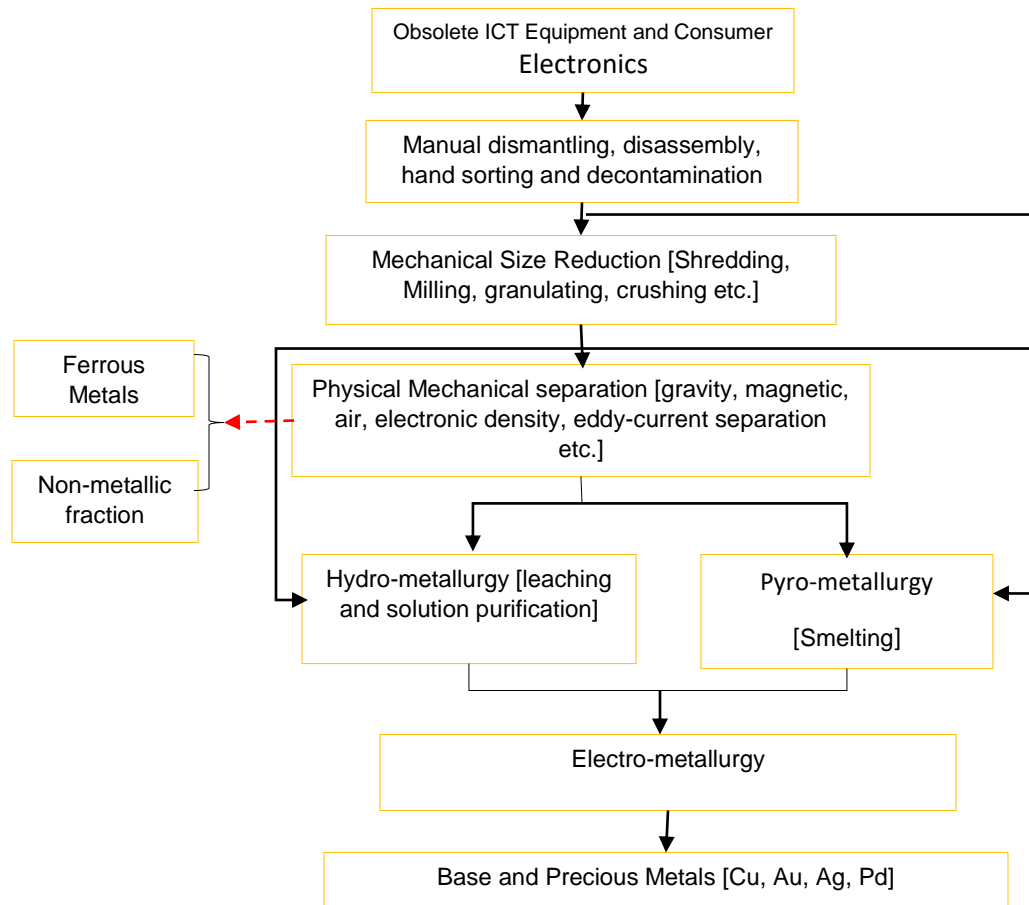 Obsolete ICT Equipment and Consumer
Electronics
Manual dismantling, disassembly,
hand sorting and decontamination
Mechanical Size Reduction [Shredding,
Milling, granulating, crushing etc.]
Ferrous
Metals
Physical Mechanical separation [gravity, magnetic,
air, electronic density, eddy-current separation
etc.]
Non-metallic
fraction
Hydro-metallurgy [leaching
and solution purification]
Pyro-metallurgy
[Smelting]
Electro-metallurgy
Base and Precious Metals [Cu, Au, Ag, Pd]